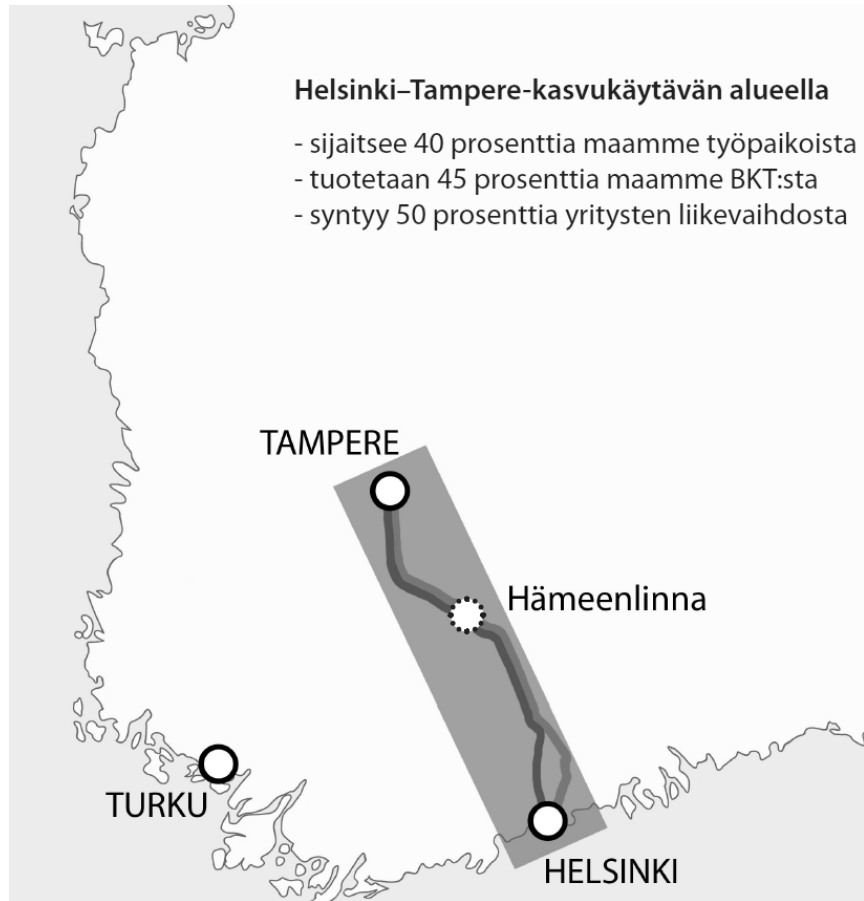 Helsinki–Tampere-kasvukäytävän alueella
- sijaitsee 40 prosenttia maamme työpaikoista
- tuotetaan 45 prosenttia maamme BKT:sta
- syntyy 50 prosenttia yritysten liikevaihdosta
TAMPERE
Hämeenlinna
TURKU
HELSINKI